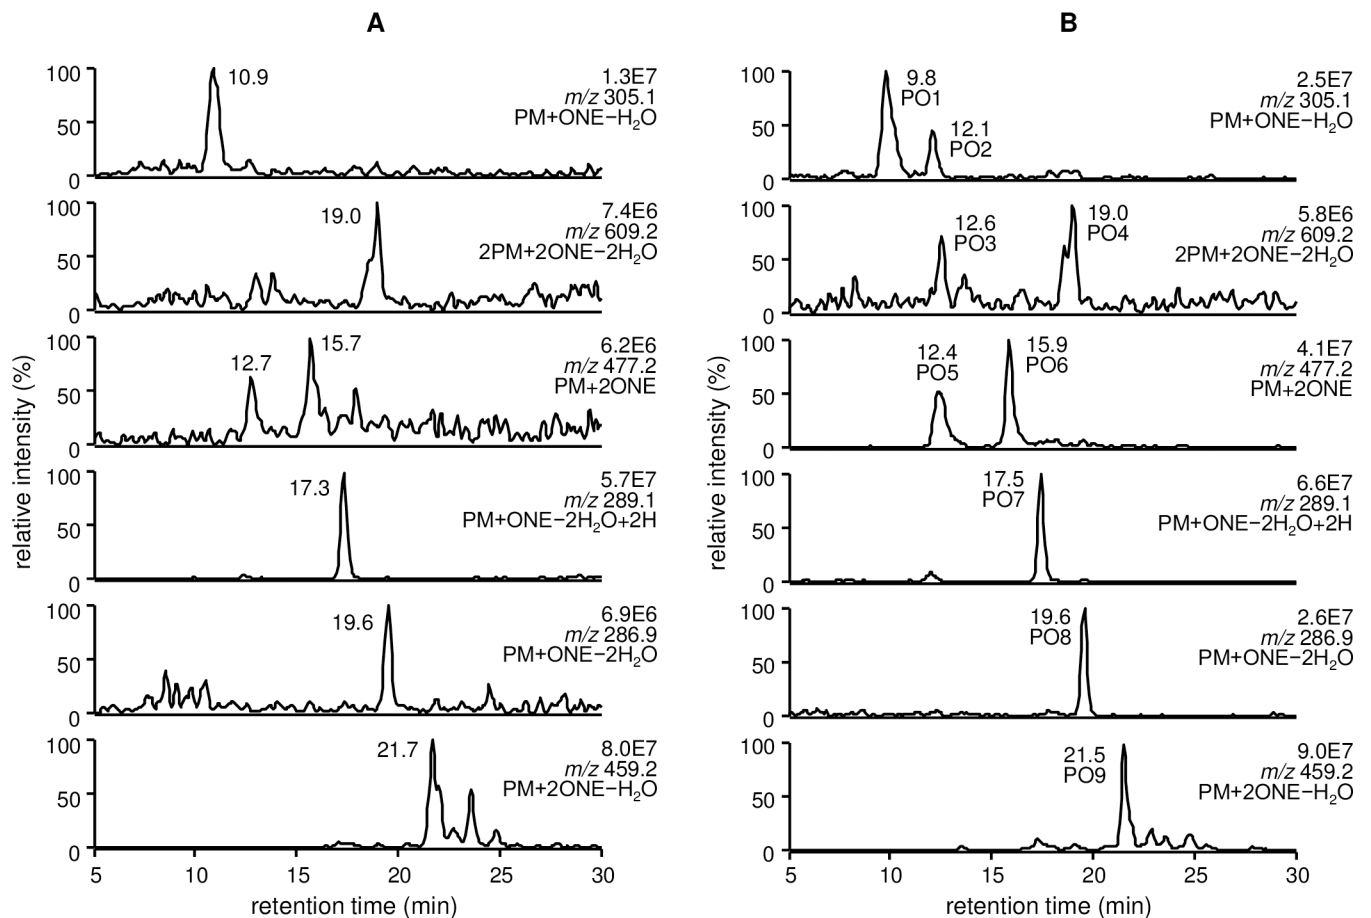 A
relative intensity (%)
100
50
0
10.9
1.3E7
m/z 305.1
PM+ONE−H₂O
100
50
0
19.0
7.4E6
m/z 609.2
2PM+2ONE−2H₂O
100
50
0
12.7
15.7
6.2E6
m/z 477.2
PM+2ONE
100
50
0
17.3
5.7E7
m/z 289.1
PM+ONE−2H₂O+2H
100
50
0
19.6
6.9E6
m/z 286.9
PM+ONE−2H₂O
100
50
0
21.7
8.0E7
m/z 459.2
PM+2ONE−H₂O
5 10 15 20 25 30
retention time (min)
B
relative intensity (%)
100
50
0
9.8
PO1
12.1
PO2
2.5E7
m/z 305.1
PM+ONE−H₂O
100
50
0
12.6
PO3
19.0
PO4
5.8E6
m/z 609.2
2PM+2ONE−2H₂O
100
50
0
12.4
PO5
15.9
PO6
4.1E7
m/z 477.2
PM+2ONE
100
50
0
17.5
PO7
6.6E7
m/z 289.1
PM+ONE−2H₂O+2H
100
50
0
19.6
PO8
2.6E7
m/z 286.9
PM+ONE−2H₂O
100
50
0
21.5
PO9
9.0E7
m/z 459.2
PM+2ONE−H₂O
5 10 15 20 25 30
retention time (min)